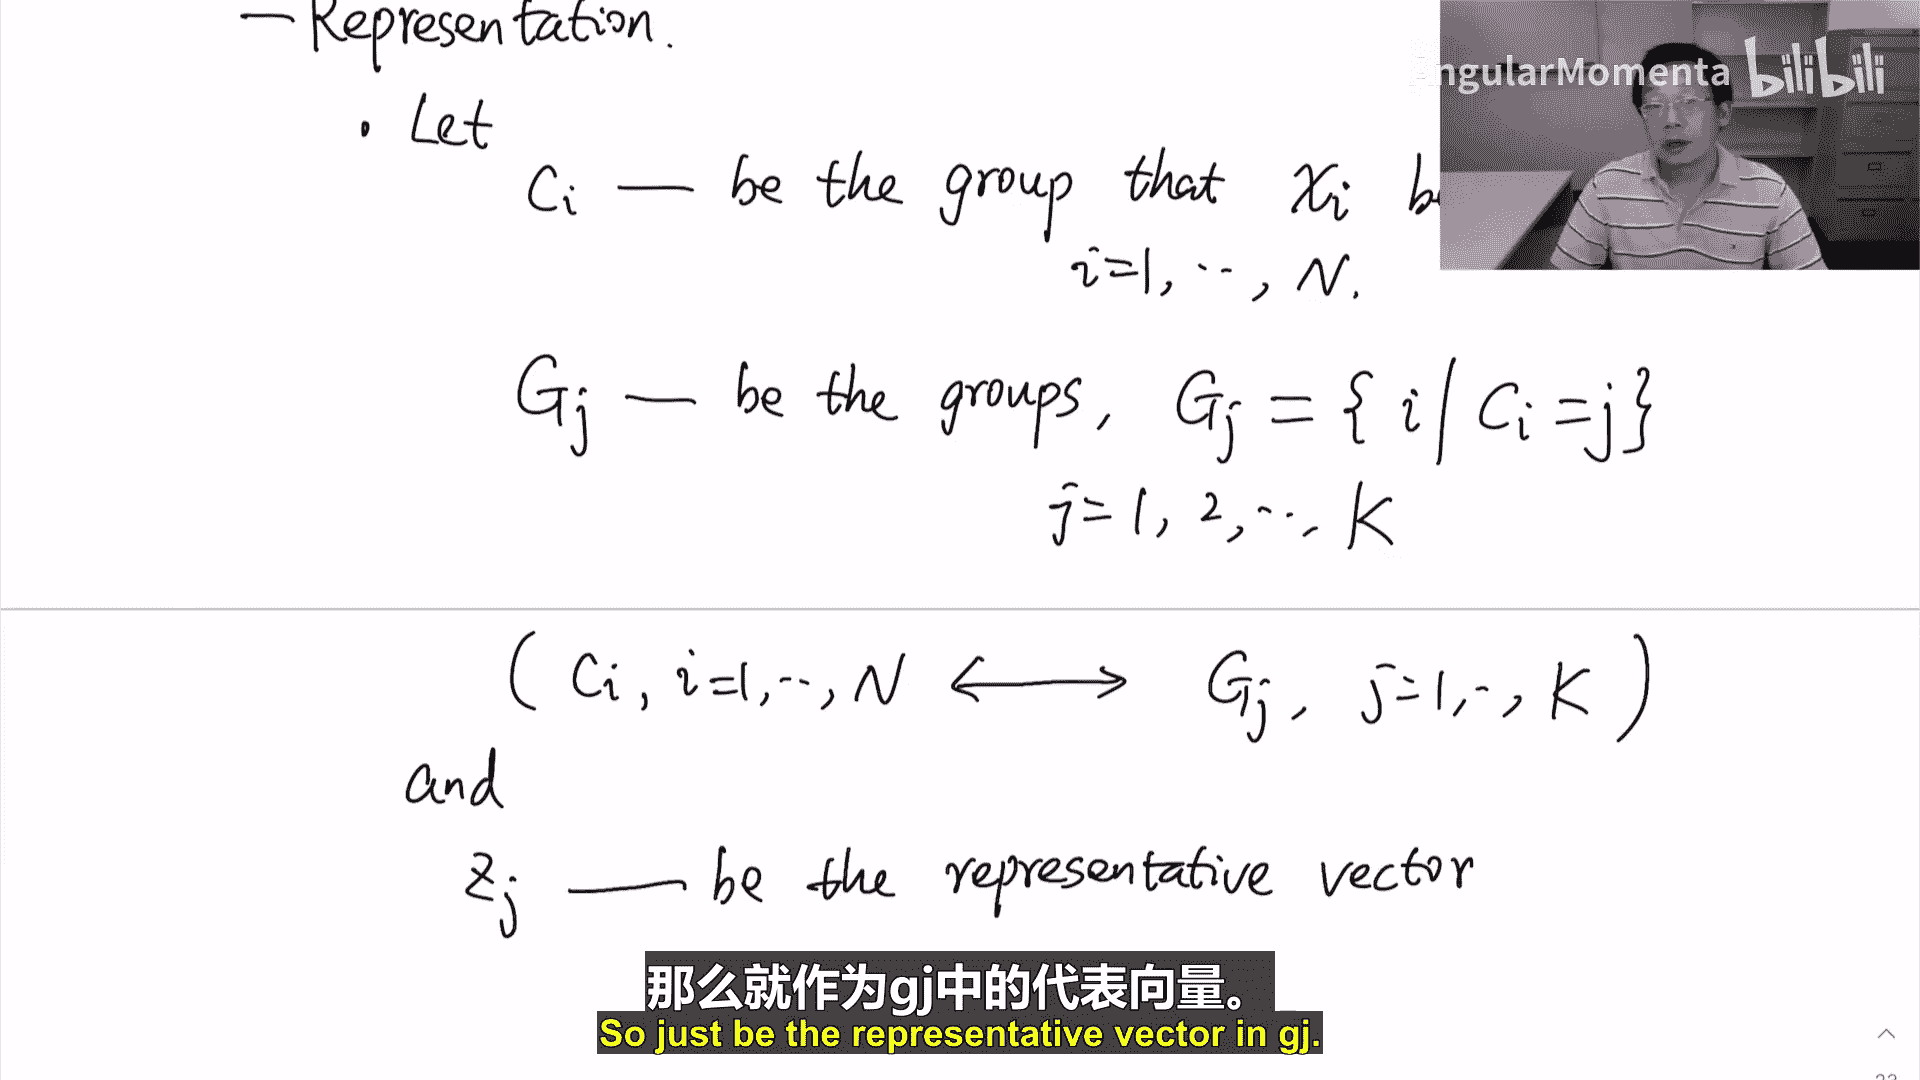 — Representation.
ngularMomenta bilibili
• Let
Ci — be the group that Xi
i=1, ..., N.
Gj — be the groups, Gj = { i | Ci = j }
j = 1, 2, ..., K
( Ci, i=1, ..., N ⟷ Gj, j=1, .., K )
and
Zj — be the representative vector
那么就作为gj中的代表向量。
So just be the representative vector in gj.